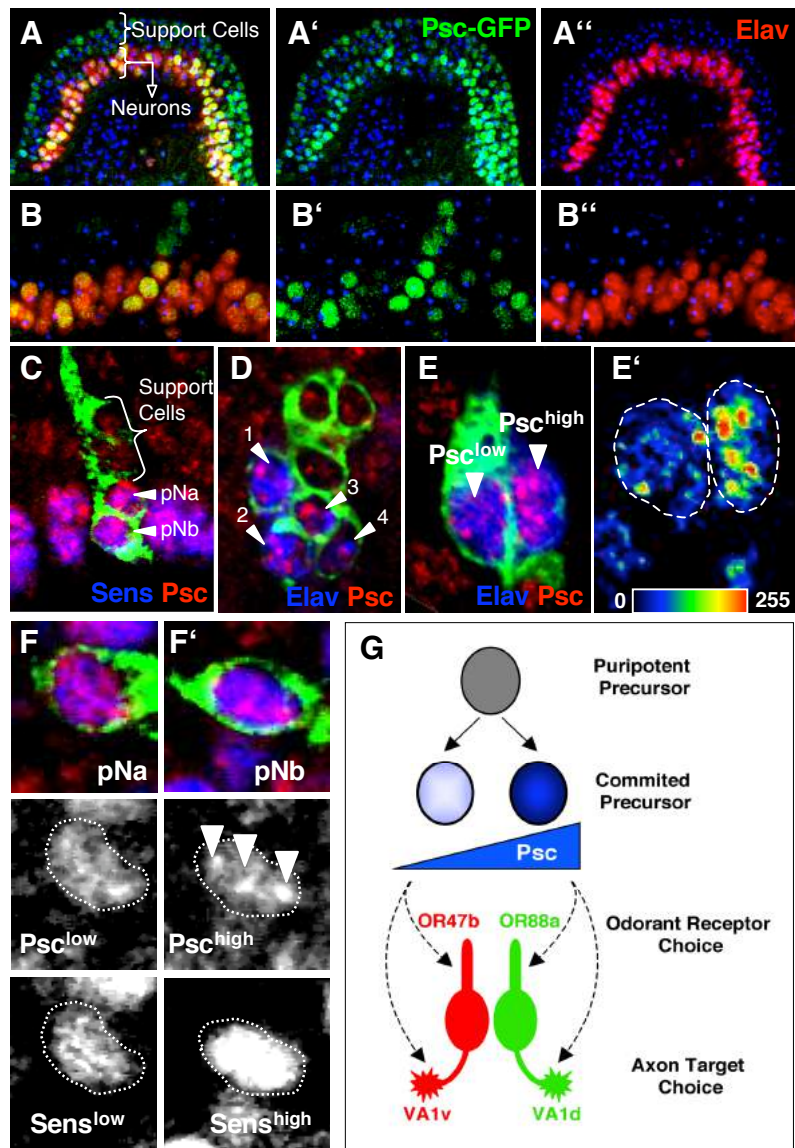 A
Support Cells
Neurons
A'
Psc-GFP
A''
Elav
B
B'
B''
C
Support
Cells
pNa
pNb
Sens Psc
D
1
2
3
4
Elav Psc
E
Psc^high
Psc^low
Elav Psc
E'
0 255
F
pNa
F'
pNb
Psc^low
Psc^high
Sens^low
Sens^high
G
Puripotent
Precursor
Commited
Precursor
Psc
OR47b OR88a
Odorant Receptor
Choice
Axon Target
Choice
VA1v VA1d